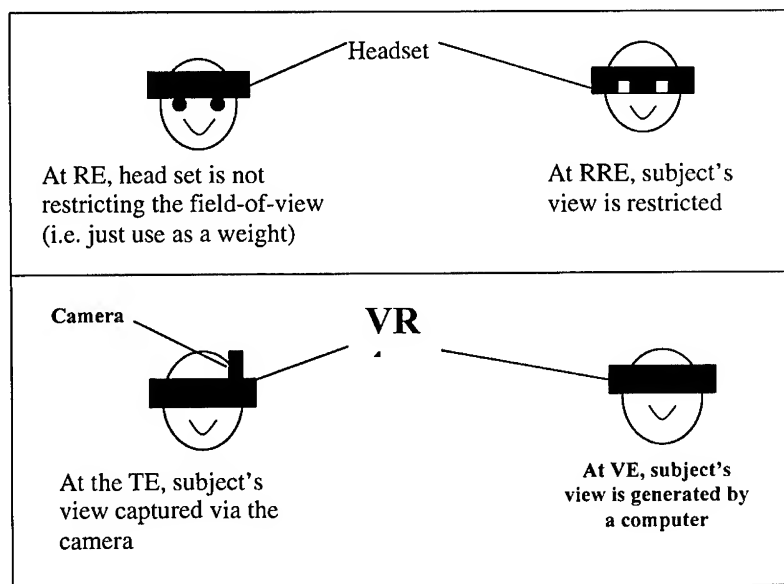 Headset
At RE, head set is not
restricting the field-of-view
(i.e. just use as a weight)
At RRE, subject's
view is restricted
Camera
VR
At the TE, subject's
view captured via the
camera
At VE, subject's
view is generated by
a computer